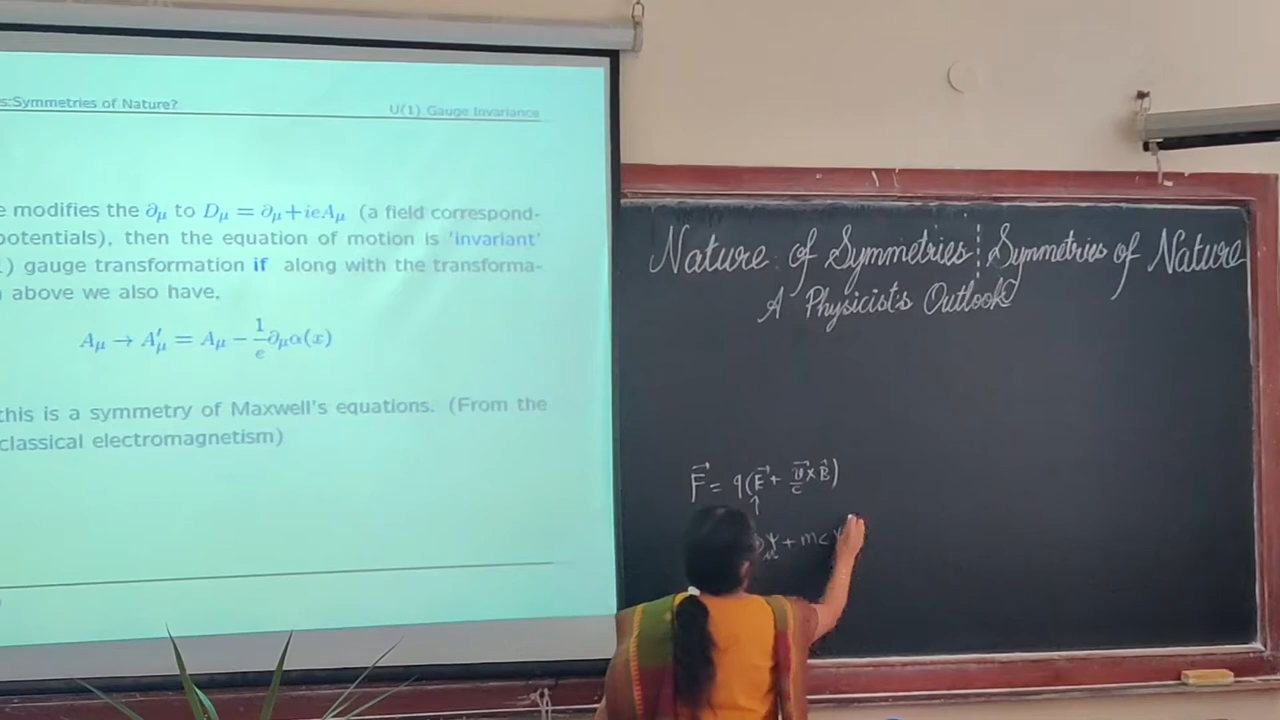 s:Symmetries of Nature?
U(1) Gauge Invariance
e modifies the ∂μ to Dμ = ∂μ+ieAμ (a field correspond-
potentials), then the equation of motion is 'invariant'
) gauge transformation if along with the transforma-
above we also have,
Aμ → A′μ = Aμ − 1/e ∂μα(x)
this is a symmetry of Maxwell's equations. (From the
classical electromagnetism)
Nature of Symmetries : Symmetries of Nature
A Physicist's Outlook
F⃗ = q(E⃗ + v⃗/c × B⃗)
↑
+ mc